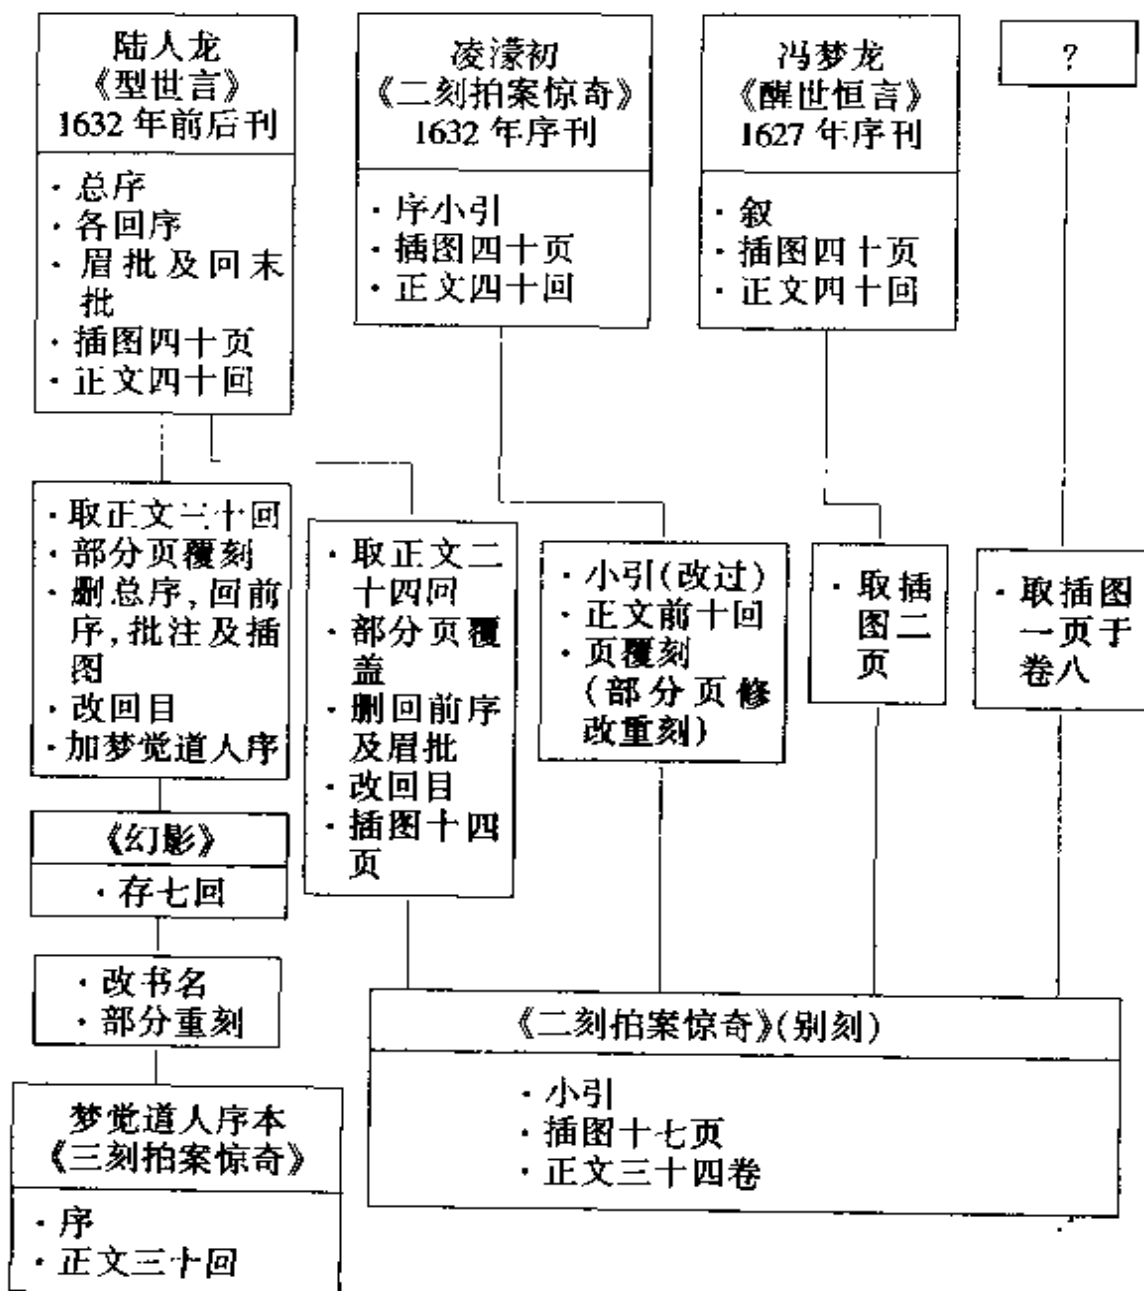 陆人龙
《型世言》
1632年前后刊
· 总序
· 各回序
· 眉批及回末
批
· 插图四十页
· 正文四十回
凌濛初
《二刻拍案惊奇》
1632年序刊
· 序小引
· 插图四十页
· 正文四十回
冯梦龙
《醒世恒言》
1627年序刊
· 叙
· 插图四十页
· 正文四十回
?
· 取正文三十回
· 部分页覆刻
· 删总序,回前
序,批注及插
图
· 改回目
· 加梦觉道人序
· 取正文二
十四回
· 部分页覆
盖
· 删回前序
及眉批
· 改回目
· 插图十四
页
· 小引(改过)
· 正文前十回
· 页覆刻
(部分页修
改重刻)
· 取插
图二
页
· 取插图
一页于
卷八
《幻影》
· 存七回
· 改书名
· 部分重刻
梦觉道人序本
《三刻拍案惊奇》
· 序
· 正文三十回
《二刻拍案惊奇》(别刻)
· 小引
· 插图十七页
· 正文三十四卷